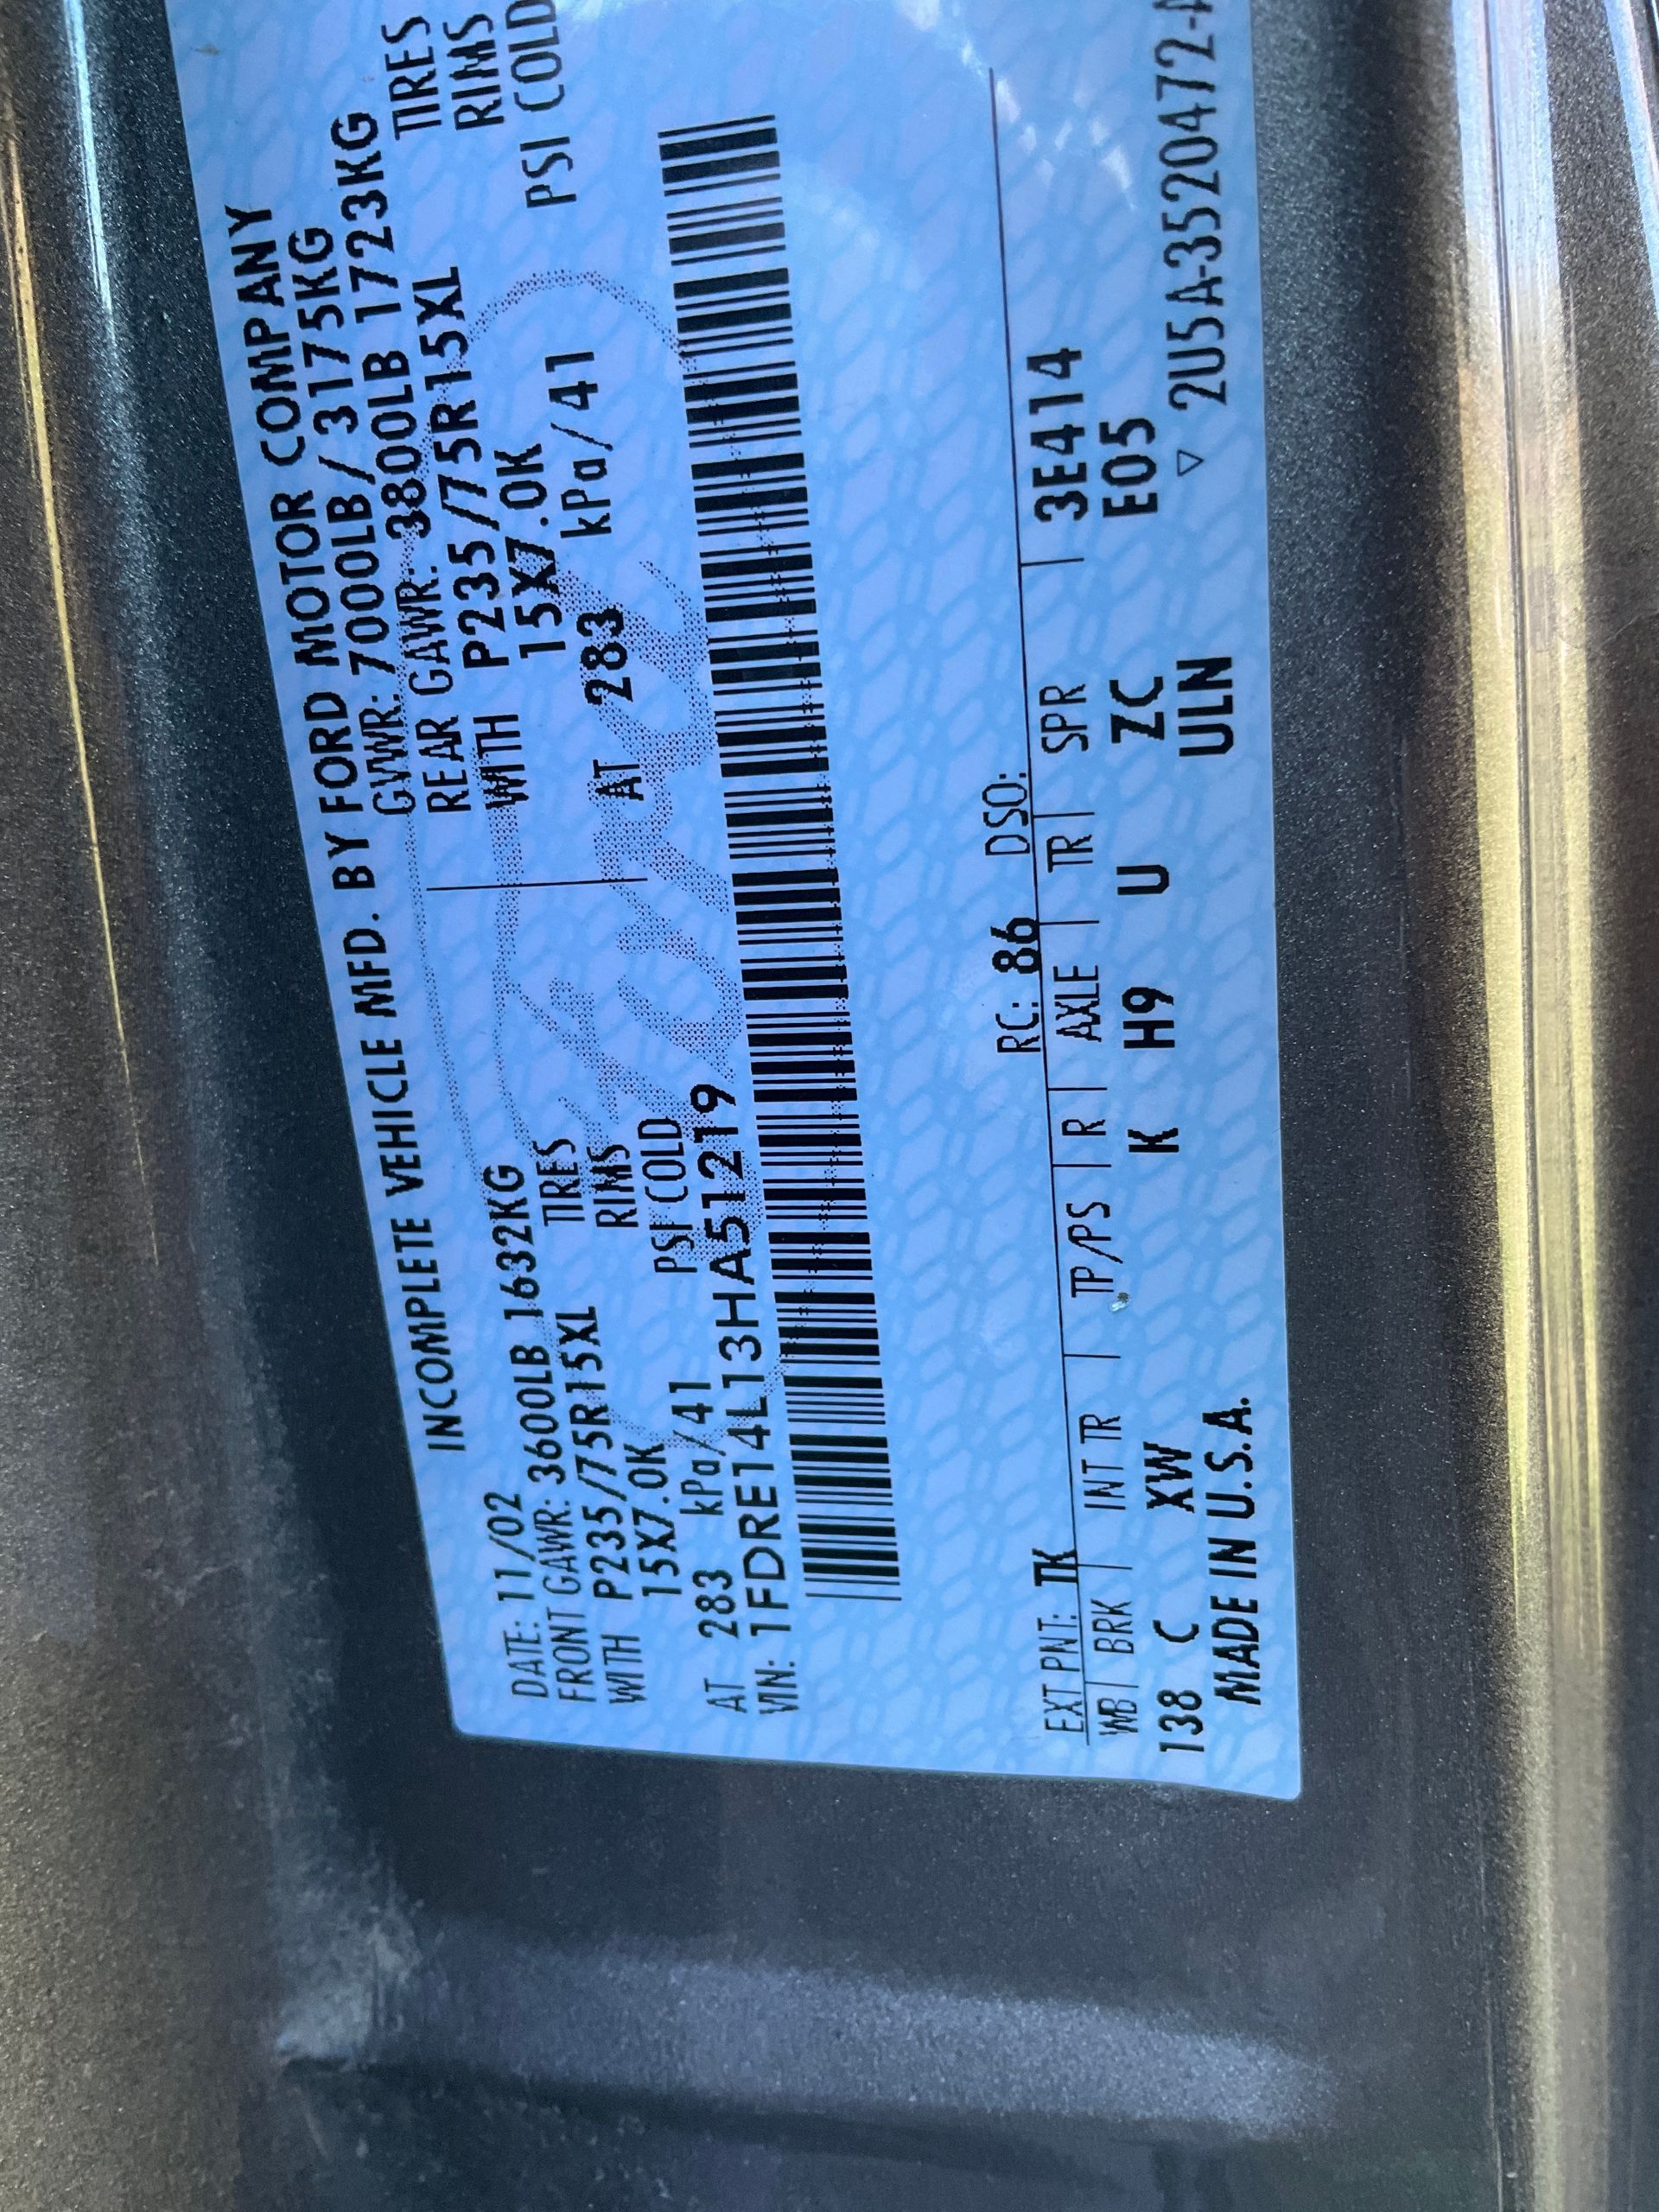 INCOMPLETE VEHICLE MFD. BY FORD MOTOR COMPANY
DATE: 11/02 GVWR: 7000LB/3175KG
FRONT GAWR: 3600LB 1632KG REAR GAWR: 3800LB 1723KG
WITH P235/75R15XL TIRES WITH P235/75R15XL TIRES
15X7.0K RIMS 15X7.0K RIMS
AT 283 kPa/41 PSI COLD AT 283 kPa/41 PSI COLD
VIN: 1FDRE14L13HA51219
EXT PNT: TK RC: 86 DSO:
WB | BRK | INT TR | TP/PS | R | AXLE | TR | SPR 3E414
138 C XW K H9 U ZC E05
MADE IN U.S.A. ULN ▽ 2U5A-3520472-